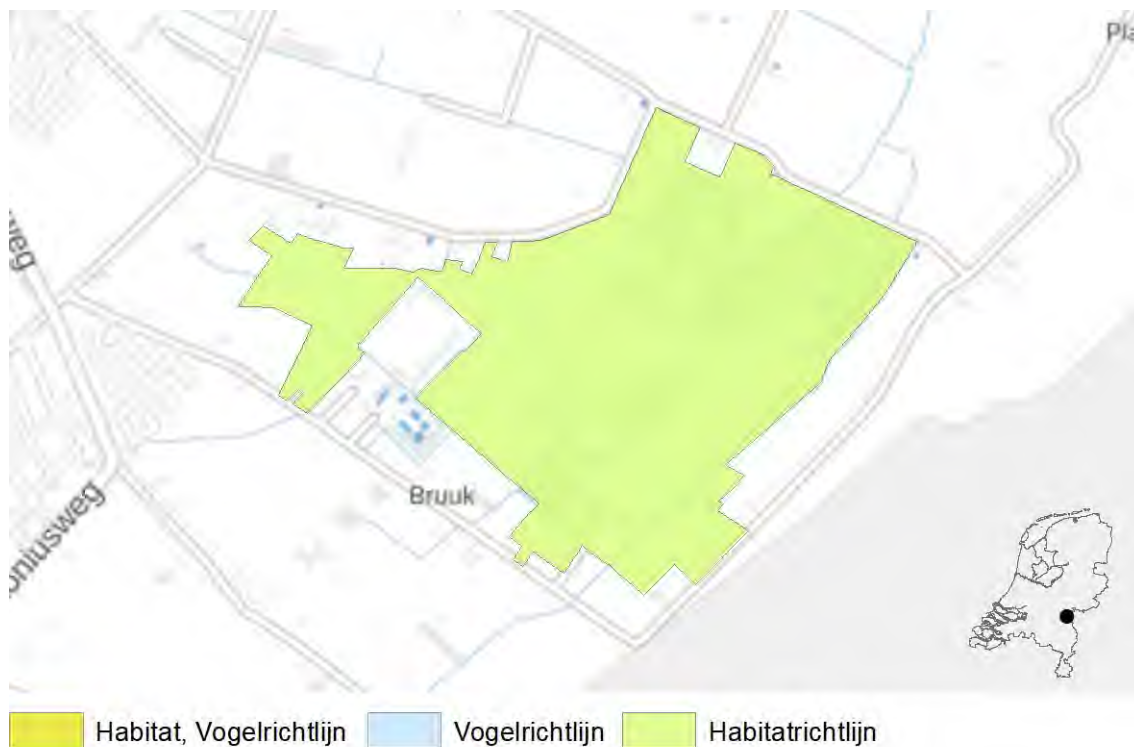 Pla
weg
Bruuk
oniusweg
Habitat, Vogelrichtlijn
Vogelrichtlijn
Habitatrichtlijn